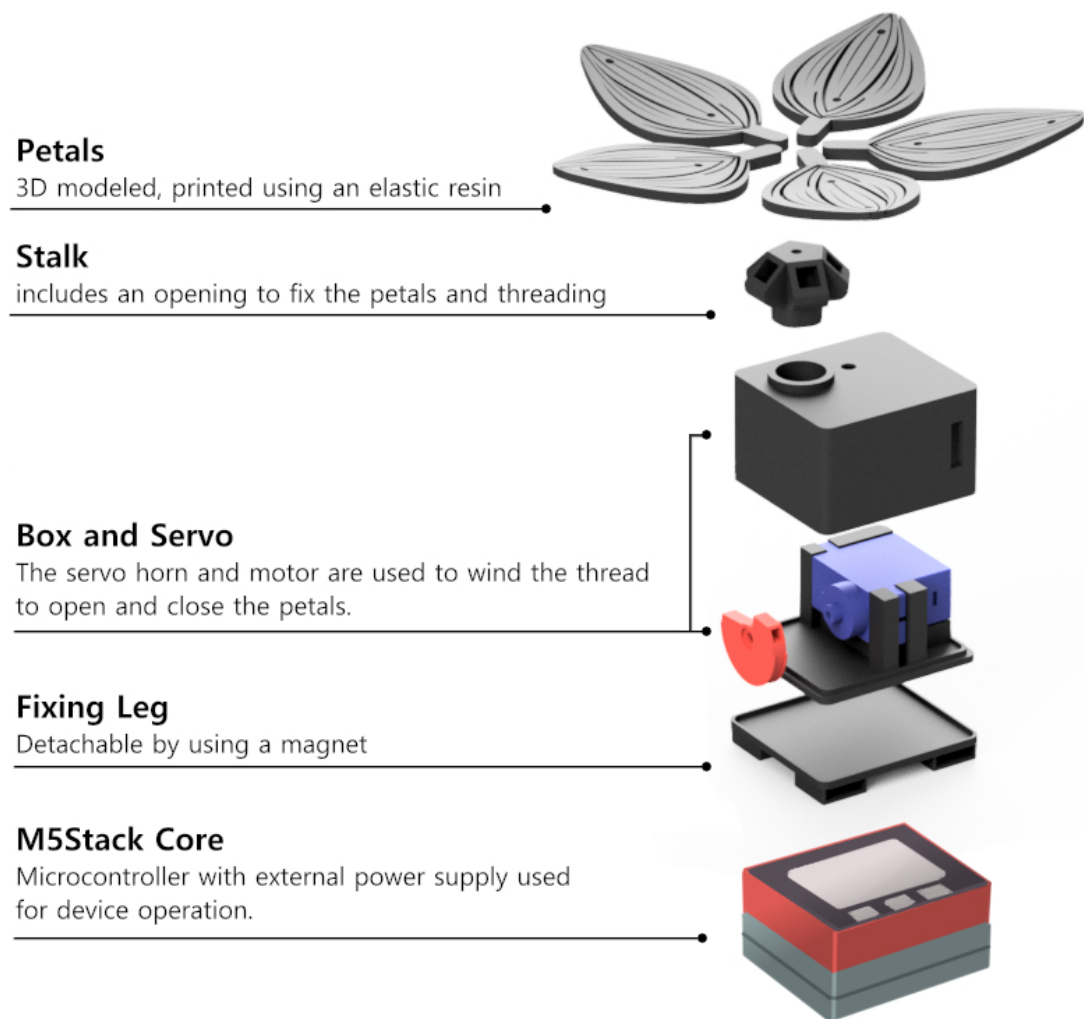 Petals
3D modeled, printed using an elastic resin
Stalk
includes an opening to fix the petals and threading
Box and Servo
The servo horn and motor are used to wind the thread
to open and close the petals.
Fixing Leg
Detachable by using a magnet
M5Stack Core
Microcontroller with external power supply used
for device operation.